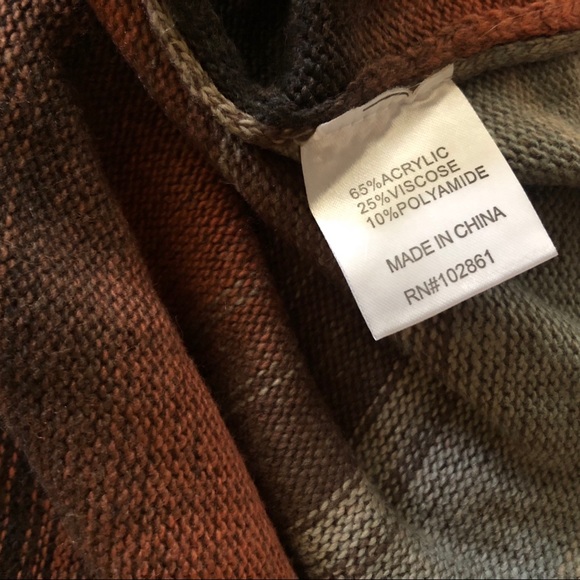 65%ACRYLIC
25%VISCOSE
10%POLYAMIDE
MADE IN CHINA
RN#102861